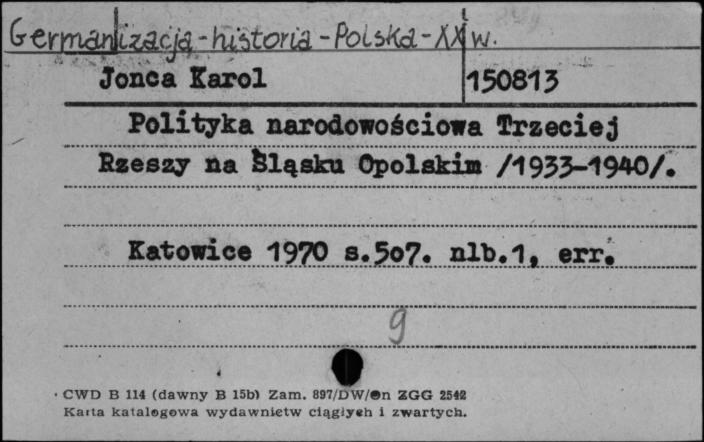 Germanizacja - historia - Polska - XX w.
Jonca Karol 150813
Polityka narodowościowa Trzeciej
Rzeszy na Śląsku Opolskim /1933-1940/.
Katowice 1970 s.507. nlb.1, err.
9
CWD B 114 (dawny B 15b) Zam. 897/DW/On ZGG 2542
Karta katalogowa wydawnictw ciągłych i zwartych.